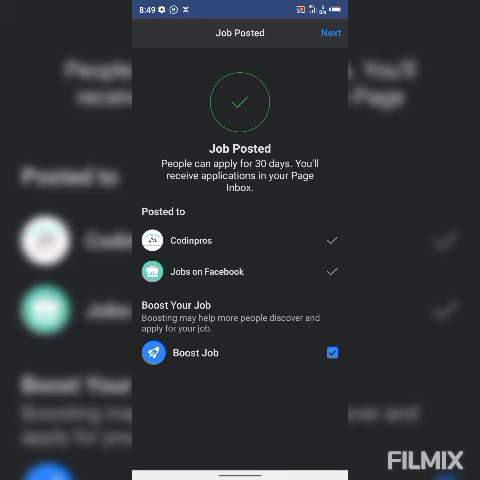 8:49
Job Posted
Next
Job Posted
People can apply for 30 days. You'll
receive applications in your Page
Inbox.
Posted to
Codinpros
Jobs on Facebook
Boost Your Job
Boosting may help more people discover and
apply for your job.
Boost Job
FILMIX